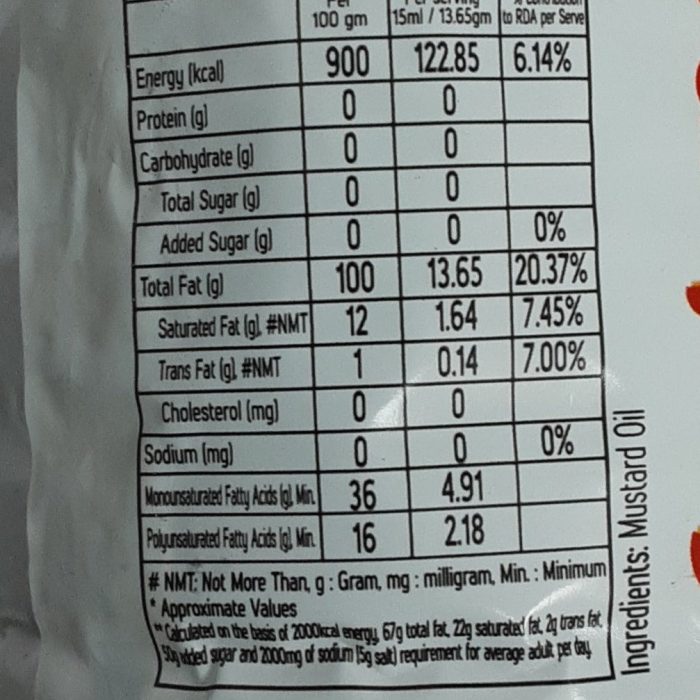 Per Per Serving % Contribution
100 gm 15ml / 13.65gm to RDA per Serve
Energy (kcal) 900 122.85 6.14%
Protein (g) 0 0
Carbohydrate (g) 0 0
Total Sugar (g) 0 0
Added Sugar (g) 0 0 0%
Total Fat (g) 100 13.65 20.37%
Saturated Fat (g), #NMT 12 1.64 7.45%
Trans Fat (g), #NMT 1 0.14 7.00%
Cholesterol (mg) 0 0
Sodium (mg) 0 0 0%
Monounsaturated Fatty Acids (g), Min. 36 4.91
Polyunsaturated Fatty Acids (g), Min. 16 2.18
# NMT: Not More Than, g : Gram, mg : milligram, Min. : Minimum
* Approximate Values
** Calculated on the basis of 2000kcal energy, 67g total fat, 22g saturated fat, 2g trans fat,
50g added sugar and 2000mg of sodium (5g salt) requirement for average adult per day.
Ingredients: Mustard Oil